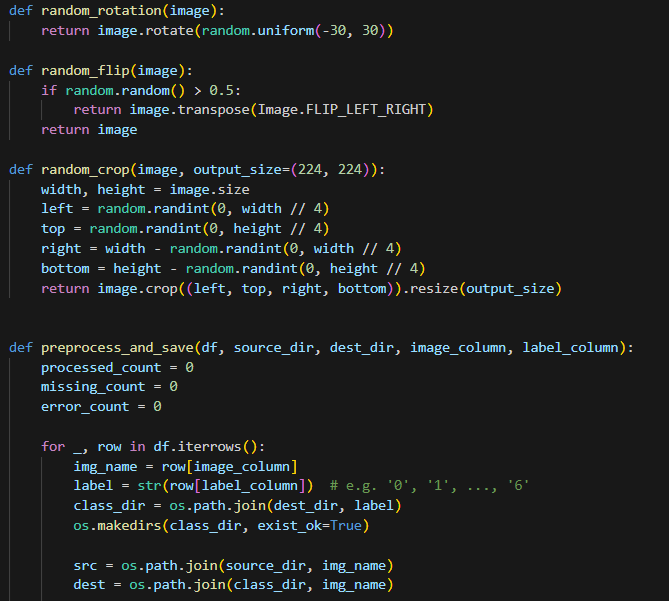 def random_rotation(image):
    return image.rotate(random.uniform(-30, 30))

def random_flip(image):
    if random.random() > 0.5:
        return image.transpose(Image.FLIP_LEFT_RIGHT)
    return image

def random_crop(image, output_size=(224, 224)):
    width, height = image.size
    left = random.randint(0, width // 4)
    top = random.randint(0, height // 4)
    right = width - random.randint(0, width // 4)
    bottom = height - random.randint(0, height // 4)
    return image.crop((left, top, right, bottom)).resize(output_size)


def preprocess_and_save(df, source_dir, dest_dir, image_column, label_column):
    processed_count = 0
    missing_count = 0
    error_count = 0

    for _, row in df.iterrows():
        img_name = row[image_column]
        label = str(row[label_column])  # e.g. '0', '1', ..., '6'
        class_dir = os.path.join(dest_dir, label)
        os.makedirs(class_dir, exist_ok=True)

        src = os.path.join(source_dir, img_name)
        dest = os.path.join(class_dir, img_name)